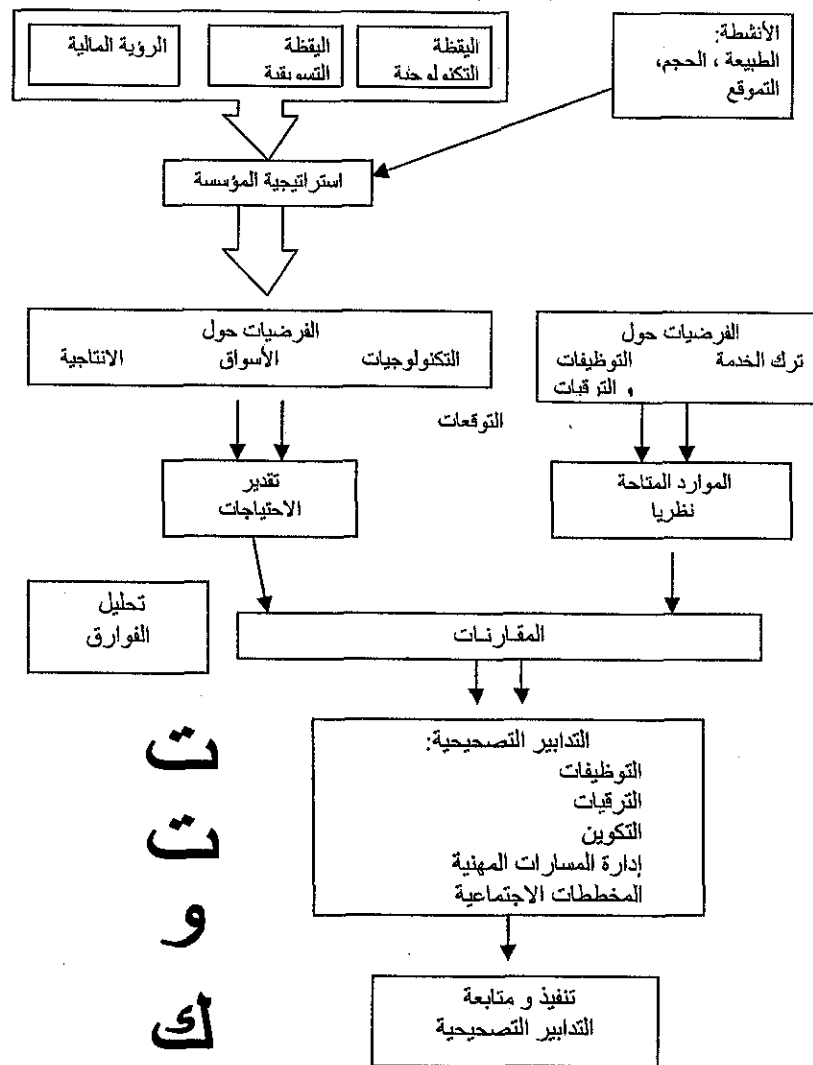 الأنشطة:
الطبيعة ، الحجم،
التموقع
اليقظة
التكنولوجية
اليقظة
التسويقية
الرؤية المالية
استراتيجية المؤسسة
الفرضيات حول
التكنولوجيات الأسواق الانتاجية
الفرضيات حول
ترك الخدمة التوظيفات
و الترقيات
التوقعات
تقدير
الاحتياجات
الموارد المتاحة
نظريا
تحليل
الفوارق
المقارنات
التدابير التصحيحية:
التوظيفات
الترقيات
التكوين
إدارة المسارات المهنية
المخططات الاجتماعية
ت
ت
و
ك
تنفيذ و متابعة
التدابير التصحيحية